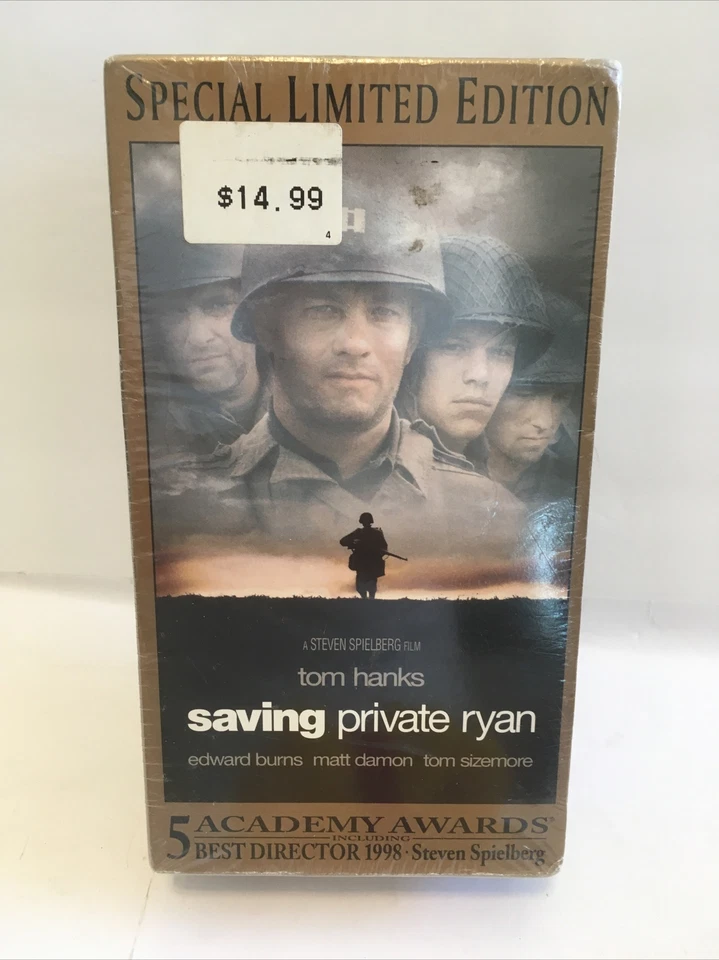 SPECIAL LIMITED EDITION
$14.99
4
A STEVEN SPIELBERG FILM
tom hanks
saving private ryan
edward burns matt damon tom sizemore
5 ACADEMY AWARDS®
INCLUDING
BEST DIRECTOR 1998 · Steven Spielberg